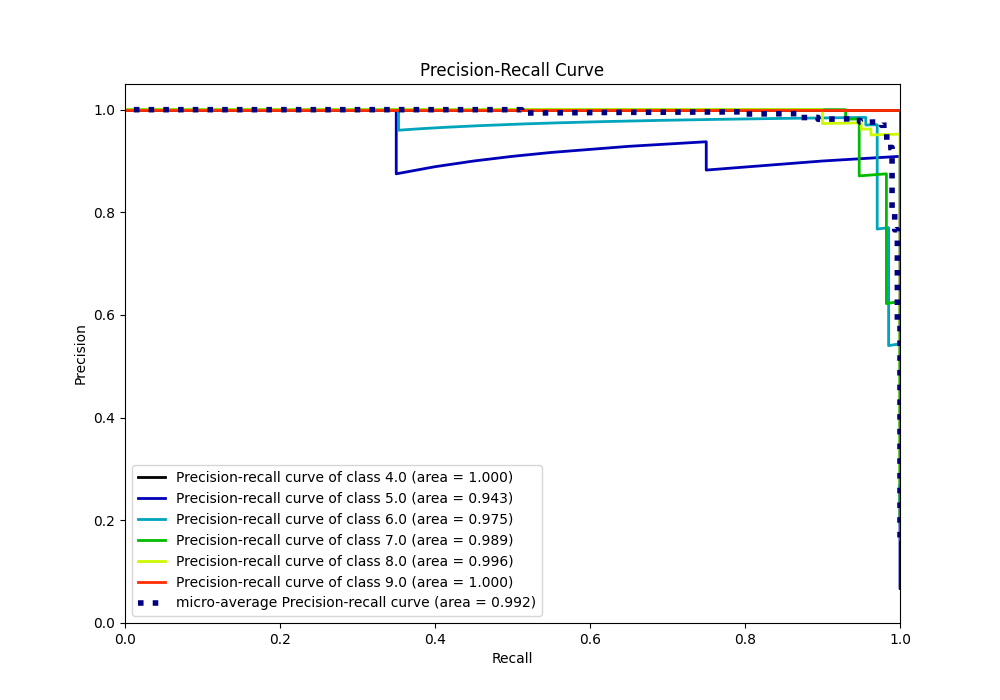 Precision-Recall Curve
1.0
0.8
0.6
0.4
0.2
0.0
Precision
Precision-recall curve of class 4.0 (area = 1.000)
Precision-recall curve of class 5.0 (area = 0.943)
Precision-recall curve of class 6.0 (area = 0.975)
Precision-recall curve of class 7.0 (area = 0.989)
Precision-recall curve of class 8.0 (area = 0.996)
Precision-recall curve of class 9.0 (area = 1.000)
micro-average Precision-recall curve (area = 0.992)
0.0 0.2 0.4 0.6 0.8 1.0
Recall